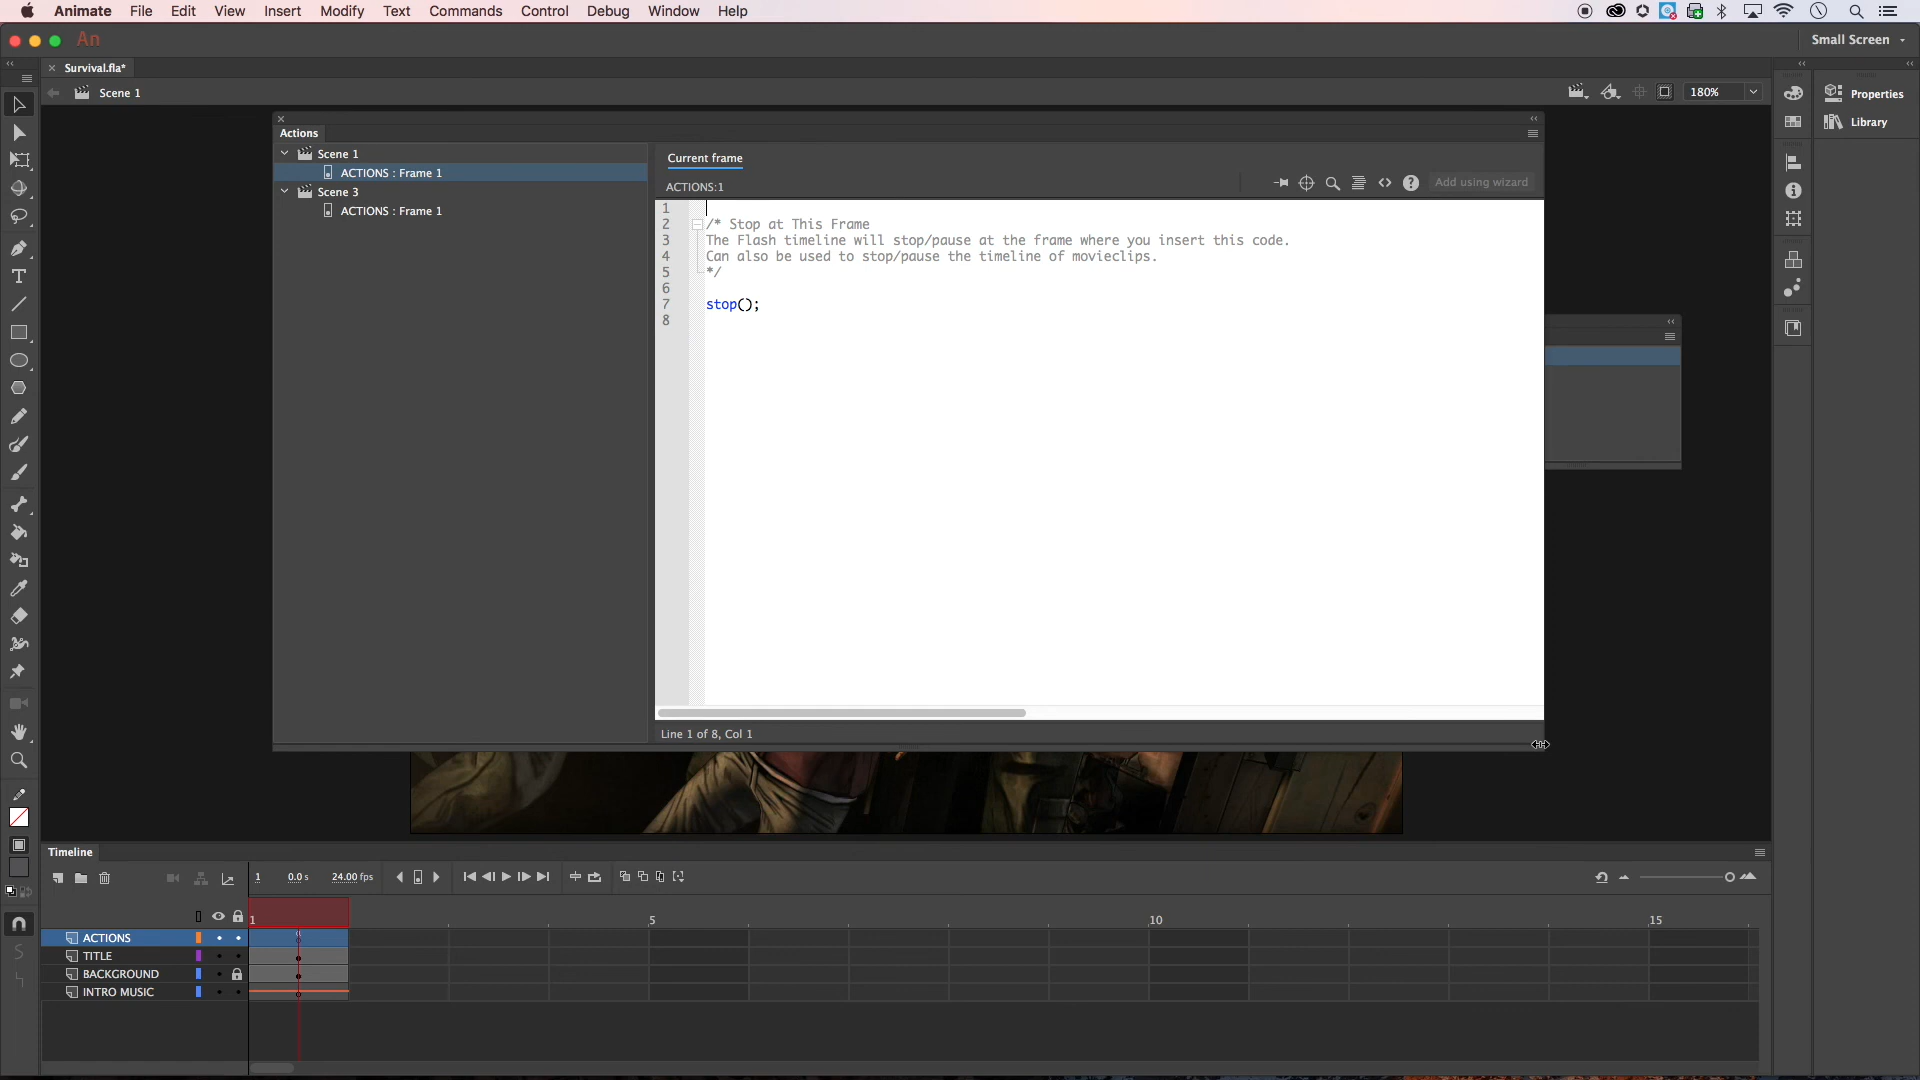 Animate File Edit View Insert Modify Text Commands Control Debug Window Help
An
Small Screen
Survival.fla*
Scene 1
180%
Properties
Library
Actions
Scene 1
ACTIONS : Frame 1
Scene 3
ACTIONS : Frame 1
Current frame
ACTIONS:1
Add using wizard
1
2 /* Stop at This Frame
3 The Flash timeline will stop/pause at the frame where you insert this code.
4 Can also be used to stop/pause the timeline of movieclips.
5 */
6
7 stop();
8
Line 1 of 8, Col 1
Timeline
1 0.0 s 24.00 fps
1 5 10 15
ACTIONS
TITLE
BACKGROUND
INTRO MUSIC